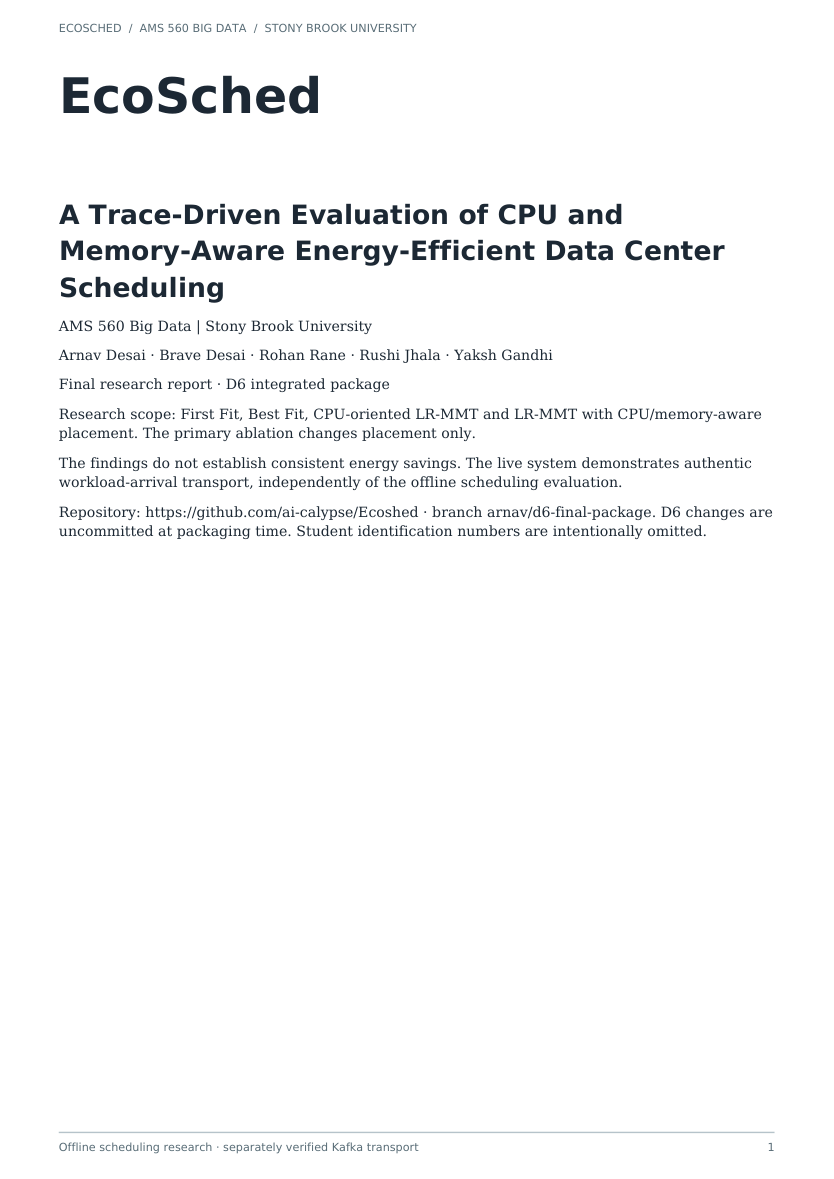 ECOSCHED / AMS 560 BIG DATA / STONY BROOK UNIVERSITY
EcoSched
A Trace-Driven Evaluation of CPU and
Memory-Aware Energy-Efficient Data Center
Scheduling
AMS 560 Big Data | Stony Brook University
Arnav Desai · Brave Desai · Rohan Rane · Rushi Jhala · Yaksh Gandhi
Final research report · D6 integrated package
Research scope: First Fit, Best Fit, CPU-oriented LR-MMT and LR-MMT with CPU/memory-aware
placement. The primary ablation changes placement only.
The findings do not establish consistent energy savings. The live system demonstrates authentic
workload-arrival transport, independently of the offline scheduling evaluation.
Repository: https://github.com/ai-calypse/Ecoshed · branch arnav/d6-final-package. D6 changes are
uncommitted at packaging time. Student identification numbers are intentionally omitted.
Offline scheduling research · separately verified Kafka transport
1